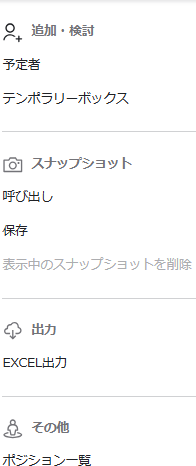 追加・検討
予定者
テンポラリーボックス
スナップショット
呼び出し
保存
表示中のスナップショットを削除
出力
EXCEL出力
その他
ポジション一覧